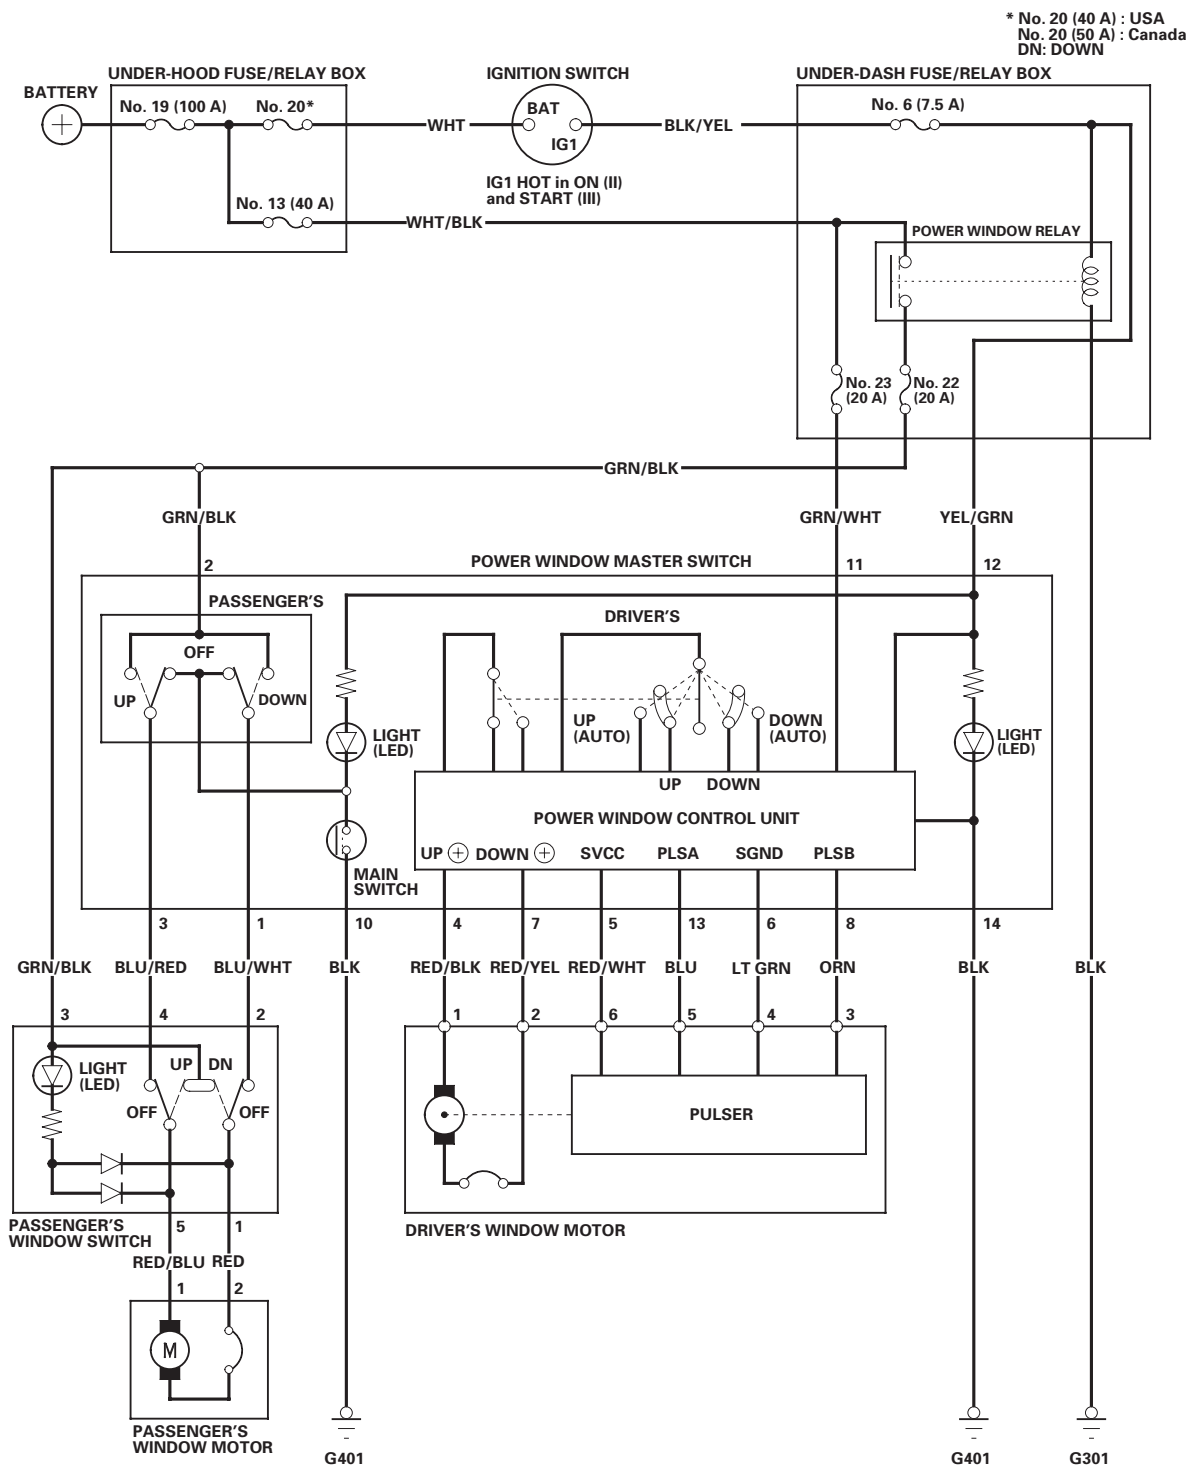 * No. 20 (40 A) : USA
No. 20 (50 A) : Canada
DN: DOWN
UNDER-HOOD FUSE/RELAY BOX
IGNITION SWITCH
UNDER-DASH FUSE/RELAY BOX
BATTERY
No. 19 (100 A)
No. 20*
BAT
No. 6 (7.5 A)
WHT
BLK/YEL
IG1
IG1 HOT in ON (II)
and START (III)
No. 13 (40 A)
WHT/BLK
POWER WINDOW RELAY
No. 23
(20 A)
No. 22
(20 A)
GRN/BLK
GRN/BLK
GRN/WHT
YEL/GRN
2
POWER WINDOW MASTER SWITCH
11
12
PASSENGER'S
DRIVER'S
OFF
UP
DOWN
LIGHT
(LED)
UP
(AUTO)
DOWN
(AUTO)
LIGHT
(LED)
UP
DOWN
POWER WINDOW CONTROL UNIT
UP
DOWN
SVCC
PLSA
SGND
PLSB
MAIN
SWITCH
3
1
10
4
7
5
13
6
8
14
GRN/BLK
BLU/RED
BLU/WHT
BLK
RED/BLK
RED/YEL
RED/WHT
BLU
LT GRN
ORN
BLK
BLK
3
4
2
1
2
6
5
4
3
LIGHT
(LED)
UP
DN
OFF
OFF
PULSER
PASSENGER'S
WINDOW SWITCH
5
1
DRIVER'S WINDOW MOTOR
RED/BLU
RED
1
2
M
PASSENGER'S
WINDOW MOTOR
G401
G401
G301